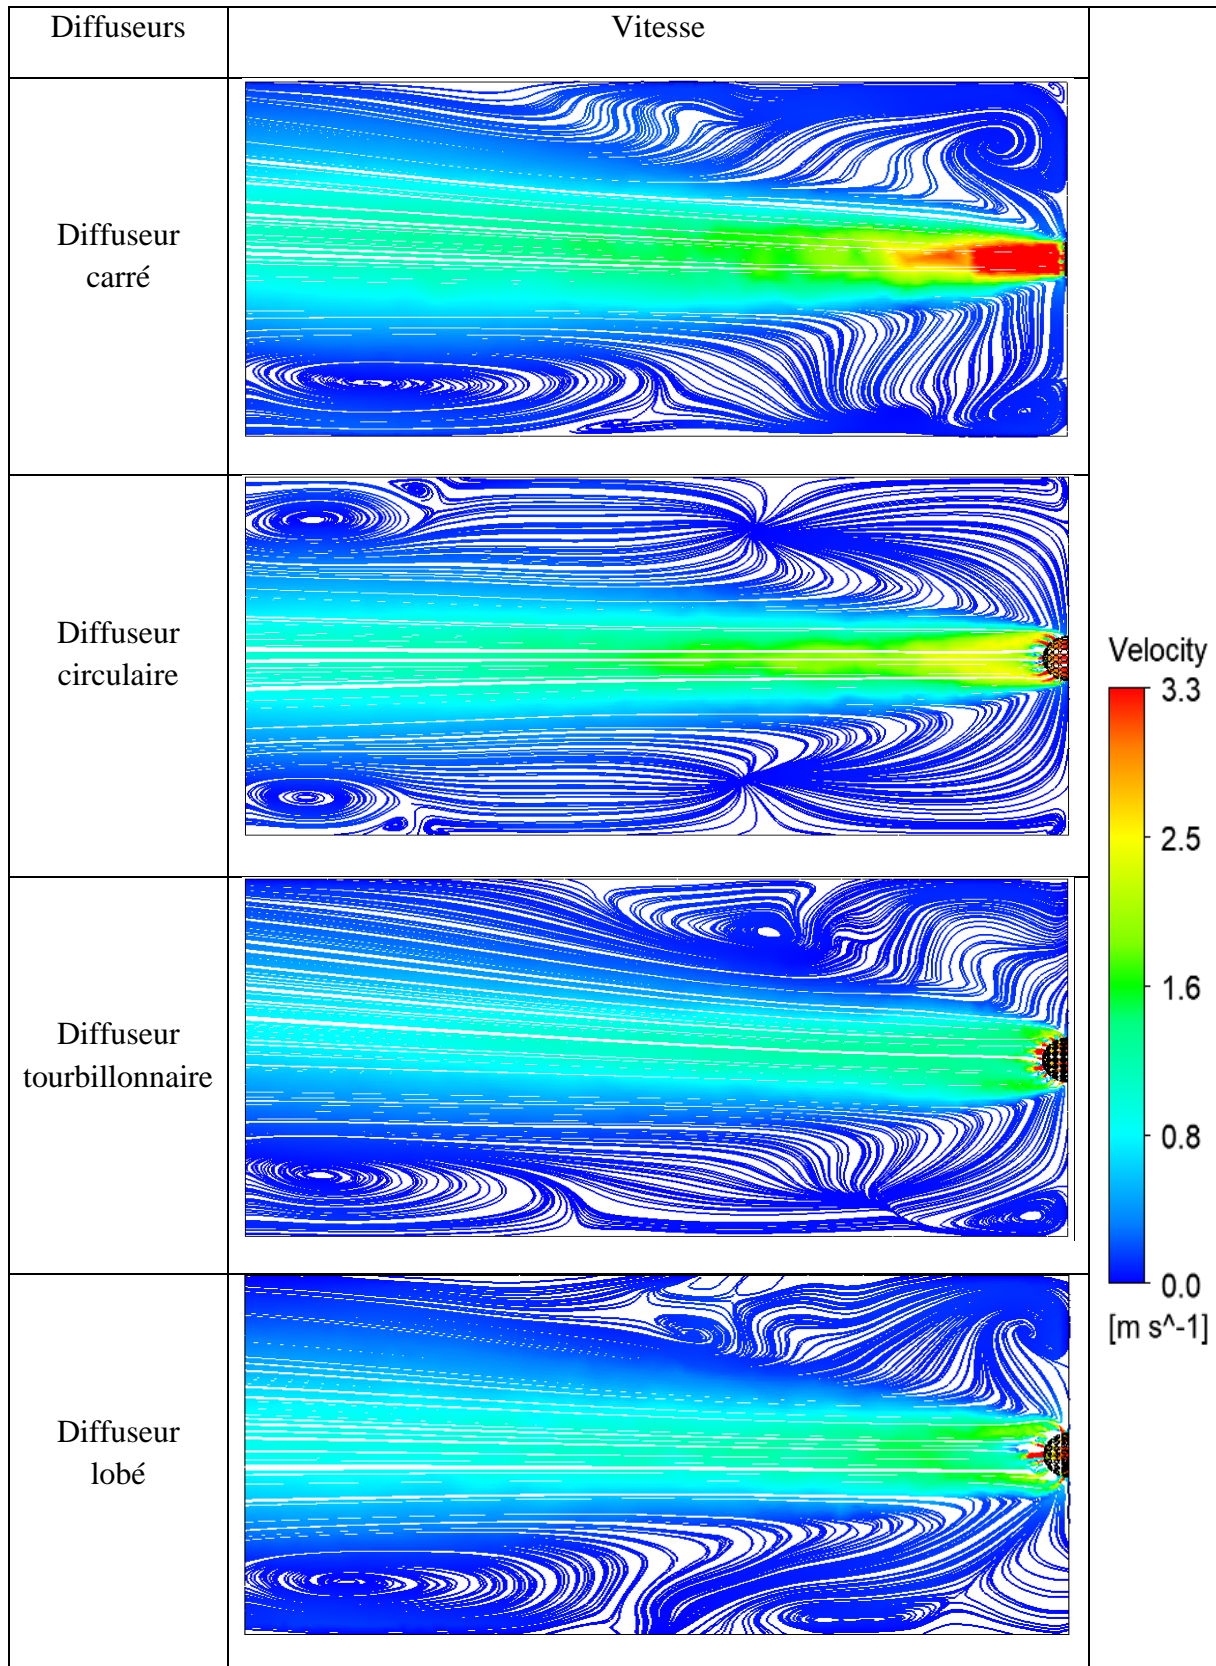 Diffuseurs
Vitesse
Diffuseur
carré
Diffuseur
circulaire
Diffuseur
tourbillonnaire
Diffuseur
lobé
Velocity
3.3
2.5
1.6
0.8
0.0
[m s^-1]